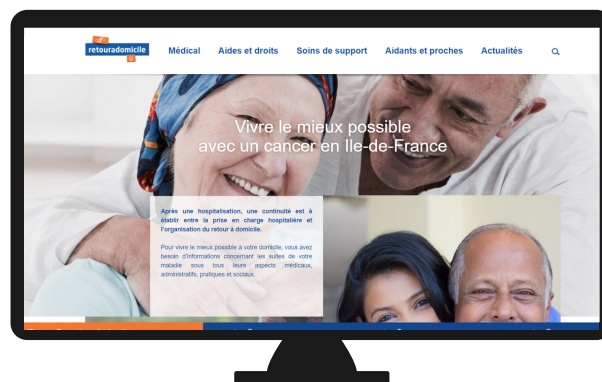 retouradomicile
Médical Aides et droits Soins de support Aidants et proches Actualités
Vivre le mieux possible
avec un cancer en Ile-de-France
Après une hospitalisation, une continuité est à
établir entre la prise en charge hospitalière et
l'organisation du retour à domicile.
Pour vivre le mieux possible à votre domicile, vous avez
besoin d'informations concernant les suites de votre
maladie sous tous leurs aspects médicaux,
administratifs, pratiques et sociaux.